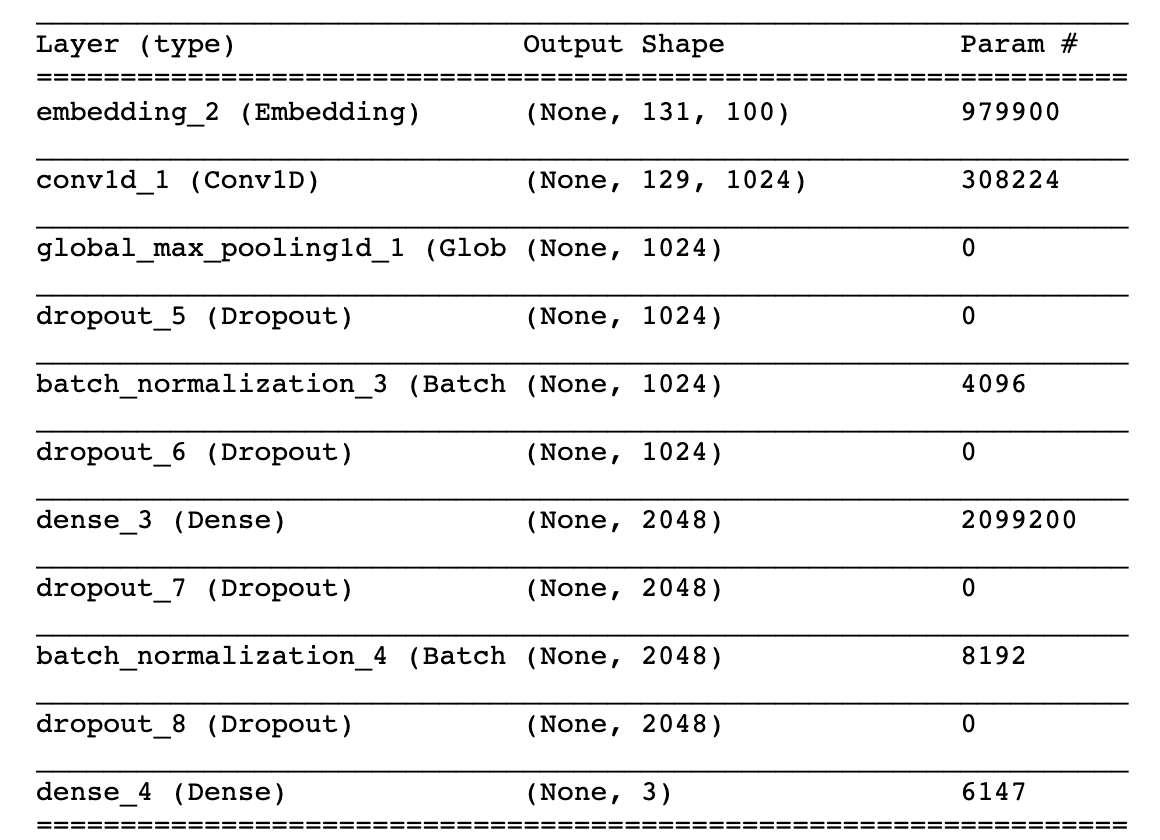 Layer (type) Output Shape Param #
=================================================================
embedding_2 (Embedding) (None, 131, 100) 979900
conv1d_1 (Conv1D) (None, 129, 1024) 308224
global_max_pooling1d_1 (Glob (None, 1024) 0
dropout_5 (Dropout) (None, 1024) 0
batch_normalization_3 (Batch (None, 1024) 4096
dropout_6 (Dropout) (None, 1024) 0
dense_3 (Dense) (None, 2048) 2099200
dropout_7 (Dropout) (None, 2048) 0
batch_normalization_4 (Batch (None, 2048) 8192
dropout_8 (Dropout) (None, 2048) 0
dense_4 (Dense) (None, 3) 6147
=================================================================